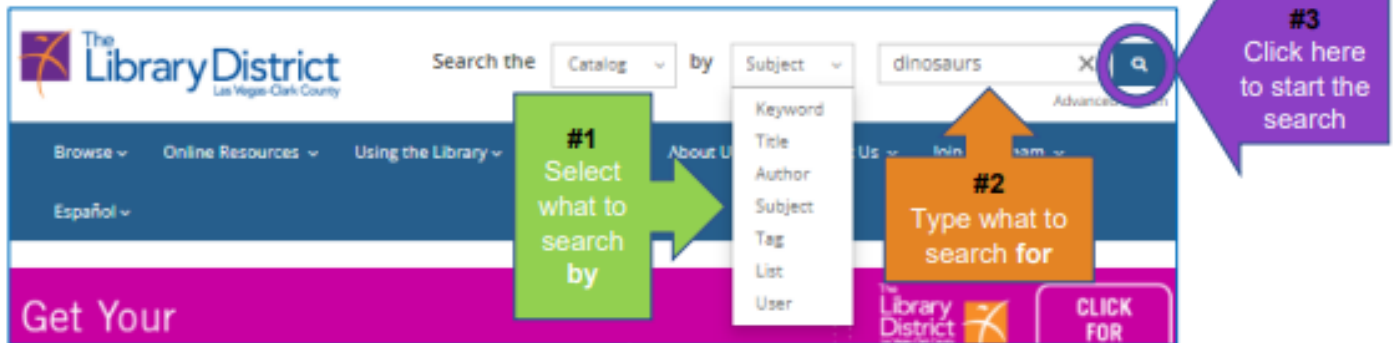 The
Library District
Las Vegas-Clark County
Search the Catalog by Subject dinosaurs
#3
Click here
to start the
search
Advanced
Keyword
Title
Author
Subject
Tag
List
User
#1
Select
what to
search
by
#2
Type what to
search for
Browse Online Resources Using the Library About Us
Español
Get Your
The
Library
District
CLICK
FOR